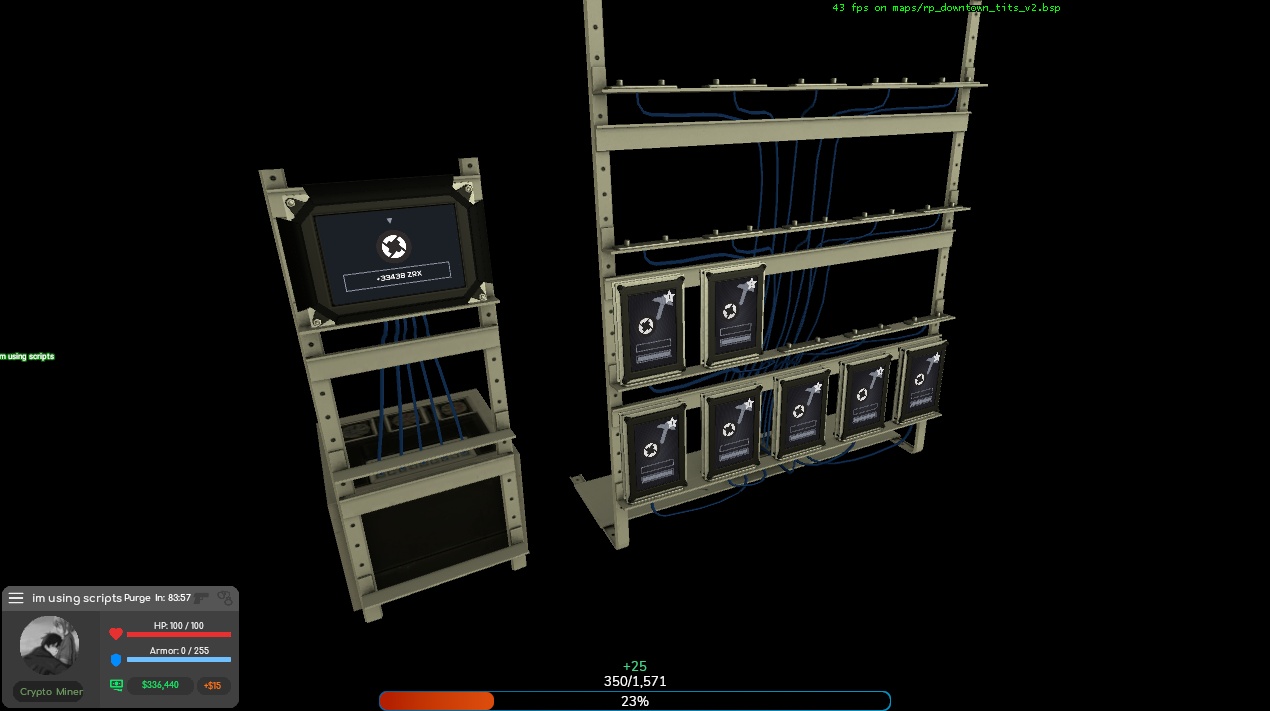 43 fps on maps/rp_downtown_tits_v2.bsp
+33438 ZRX
m using scripts
im using scripts Purge In: 83:57
HP: 100 / 100
Armor: 0 / 255
$336,440 +$15
Crypto Miner
+25
350/1,571
23%